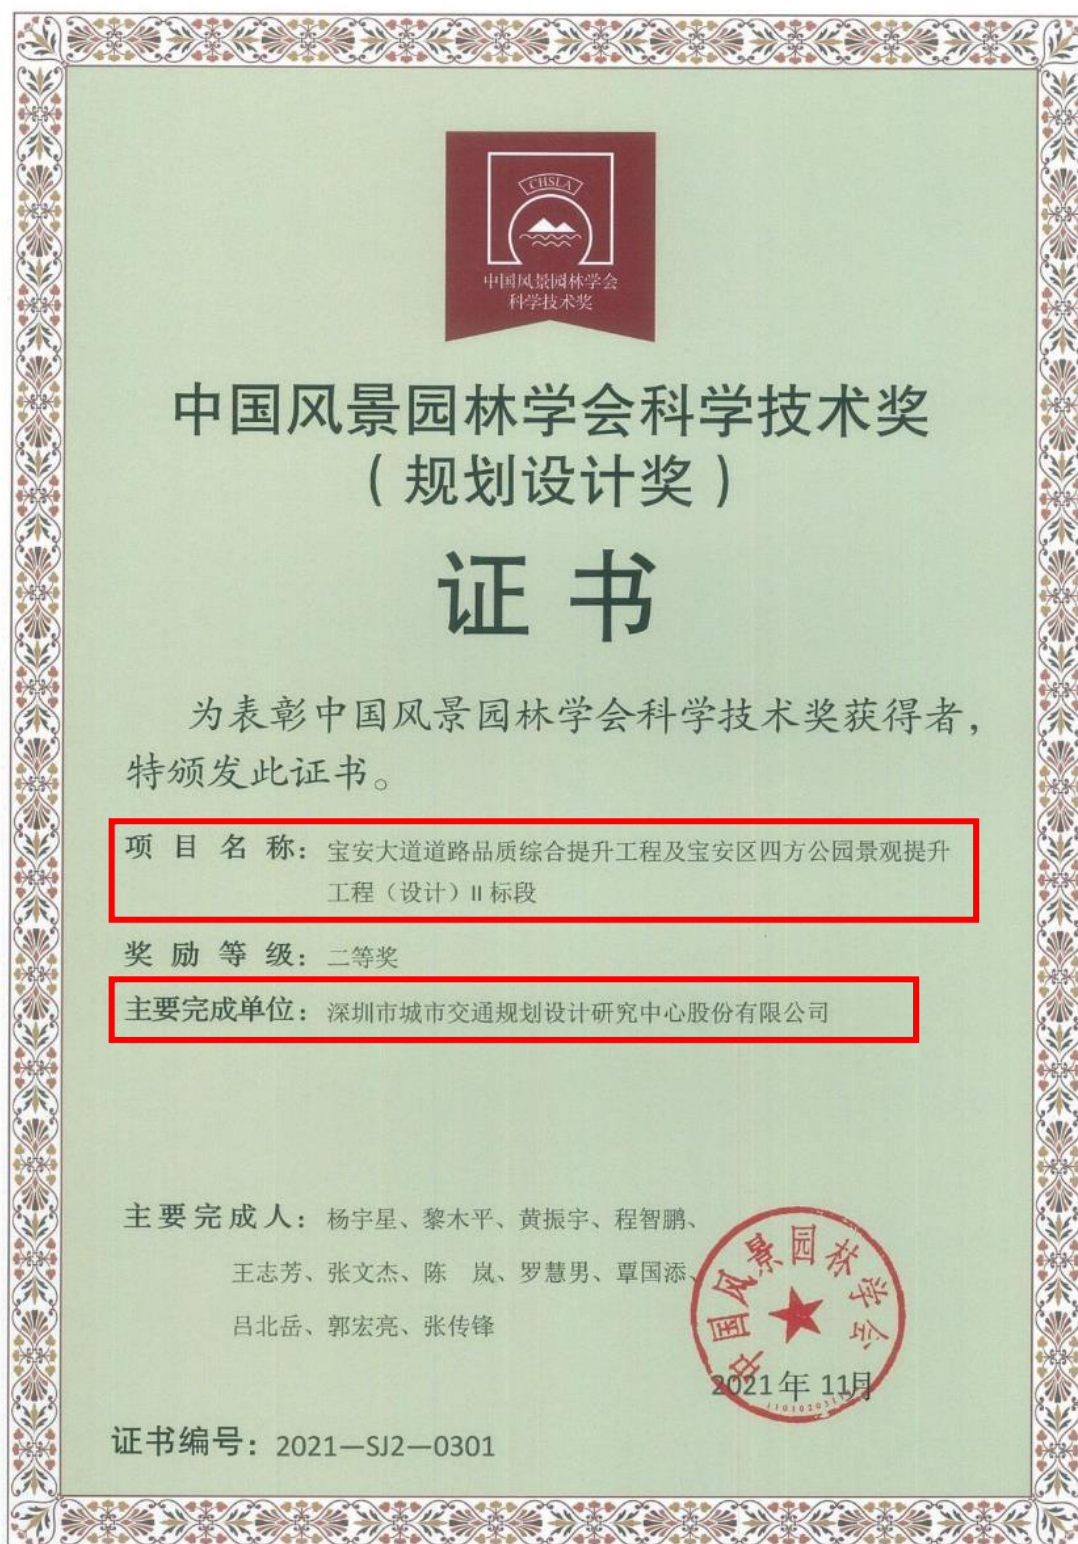 CHSLA
中国风景园林学会
科学技术奖
中国风景园林学会科学技术奖
（规划设计奖）
证书
为表彰中国风景园林学会科学技术奖获得者，
特颁发此证书。
项目名称：宝安大道道路品质综合提升工程及宝安区四方公园景观提升
工程（设计）II 标段
奖励等级：二等奖
主要完成单位：深圳市城市交通规划设计研究中心股份有限公司
主要完成人：杨宇星、黎木平、黄振宇、程智鹏、
王志芳、张文杰、陈　岚、罗慧男、覃国添、
吕北岳、郭宏亮、张传锋
中国风景园林学会
2021年 11月
证书编号：2021—SJ2—0301